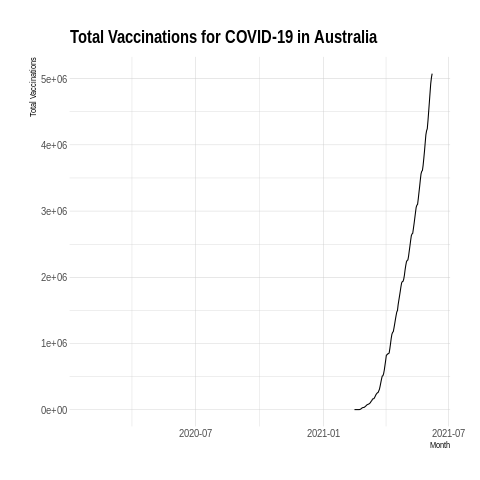 Total Vaccinations for COVID-19 in Australia
Total Vaccinations
5e+06
4e+06
3e+06
2e+06
1e+06
0e+00
2020-07
2021-01
2021-07
Month